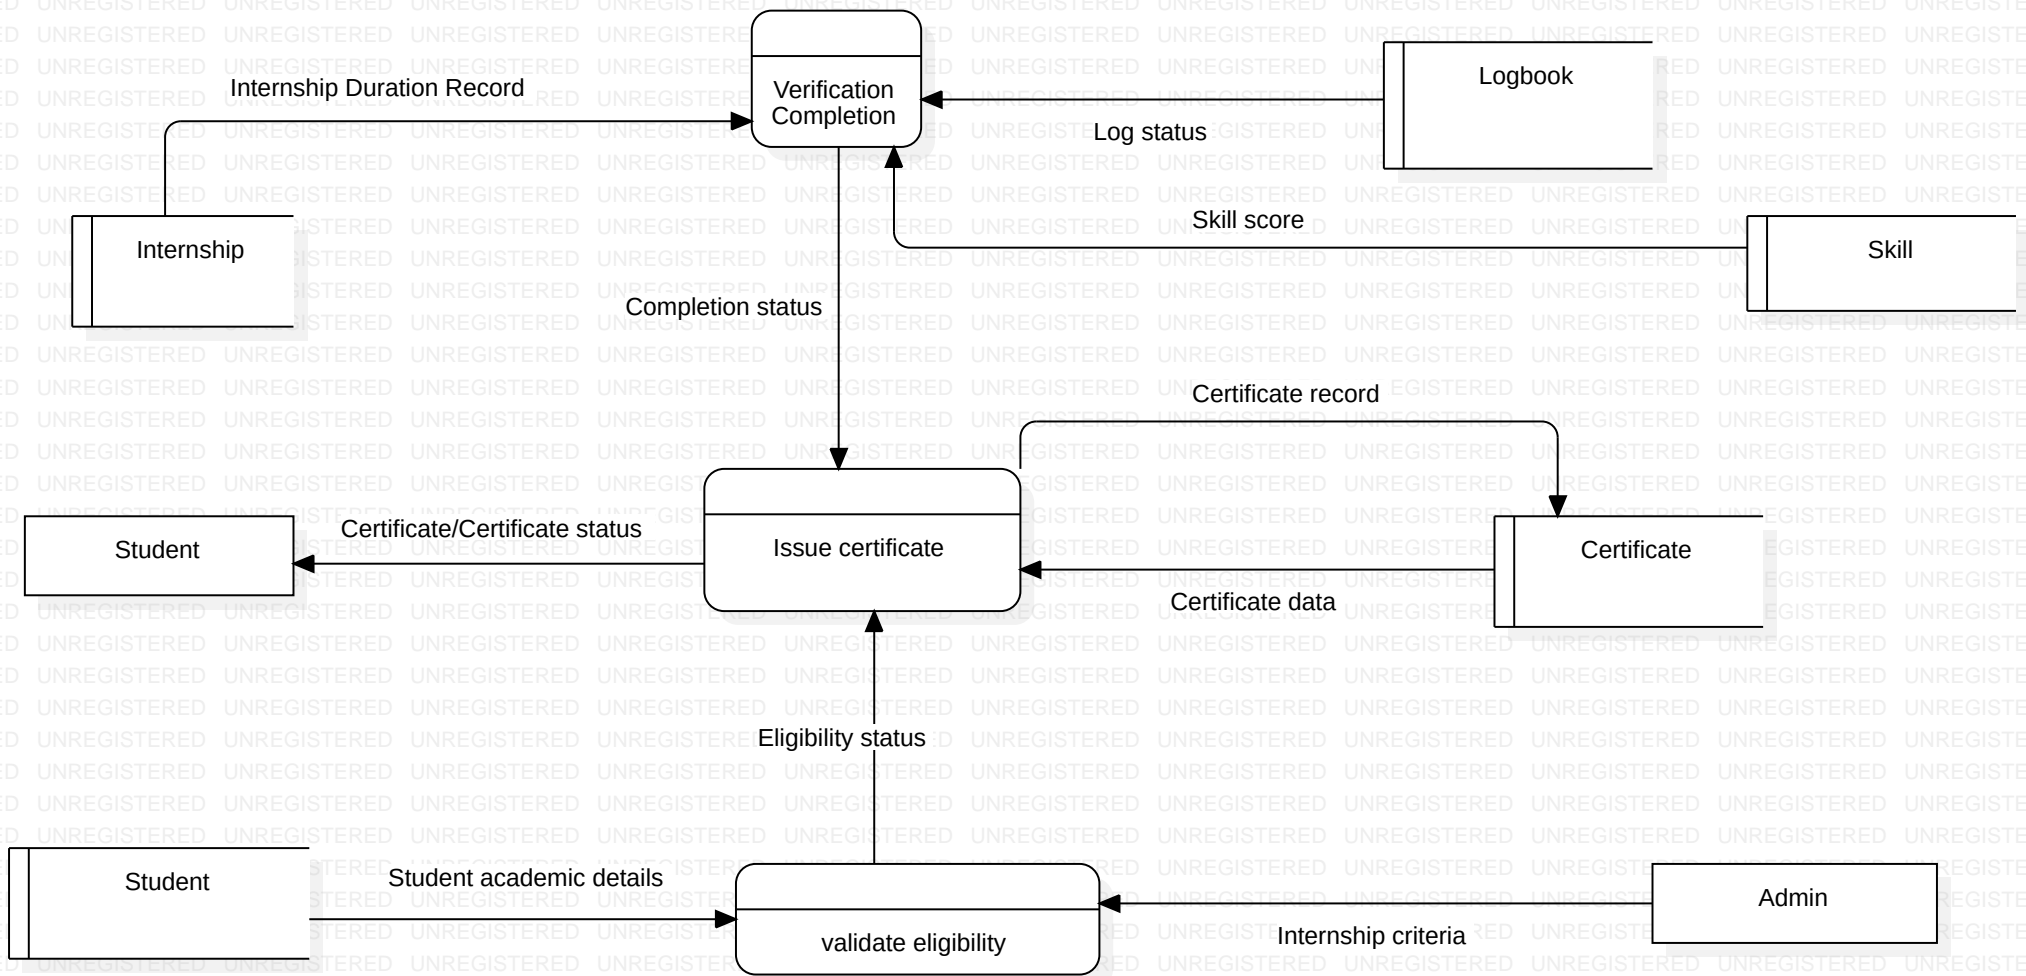 Verification
Completion
Logbook
Internship Duration Record
Log status
Skill score
Internship
Skill
Completion status
Certificate record
Certificate/Certificate status
Student
Issue certificate
Certificate
Certificate data
Eligibility status
Student
Student academic details
Admin
validate eligibility
Internship criteria
UNREGISTERED